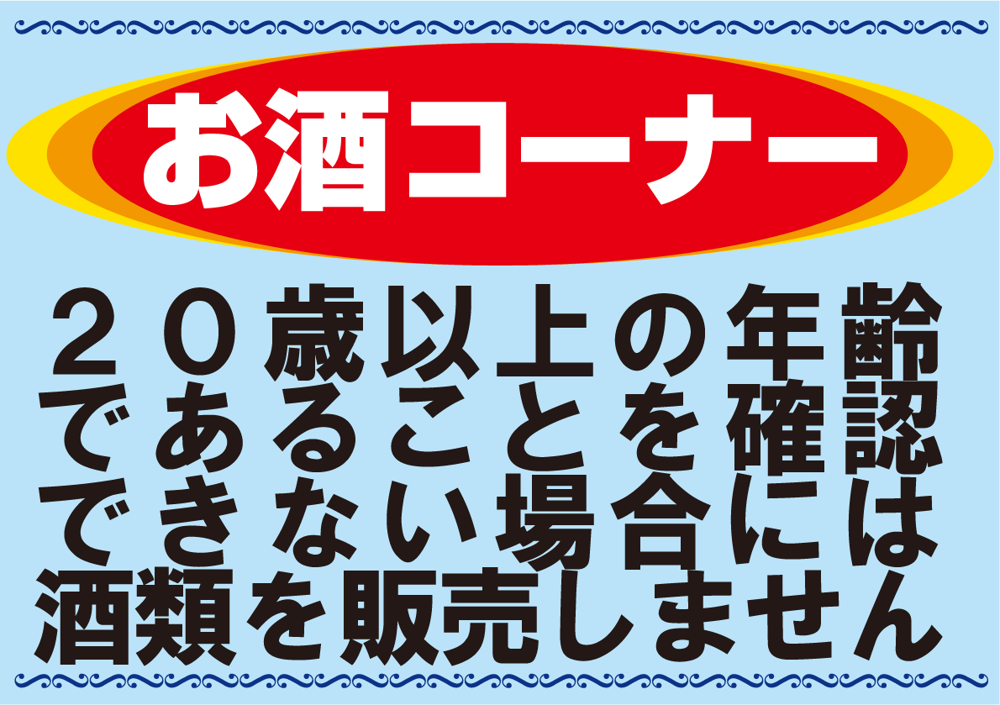 お酒コーナー
２０歳以上の年齢
であることを確認
できない場合には
酒類を販売しません